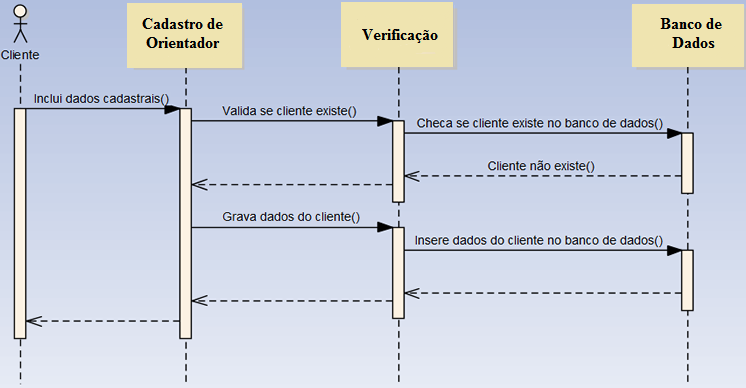 Cliente
Cadastro de
Orientador
Verificação
Banco de
Dados
Inclui dados cadastrais()
Valida se cliente existe()
Checa se cliente existe no banco de dados()
Cliente não existe()
Grava dados do cliente()
Insere dados do cliente no banco de dados()